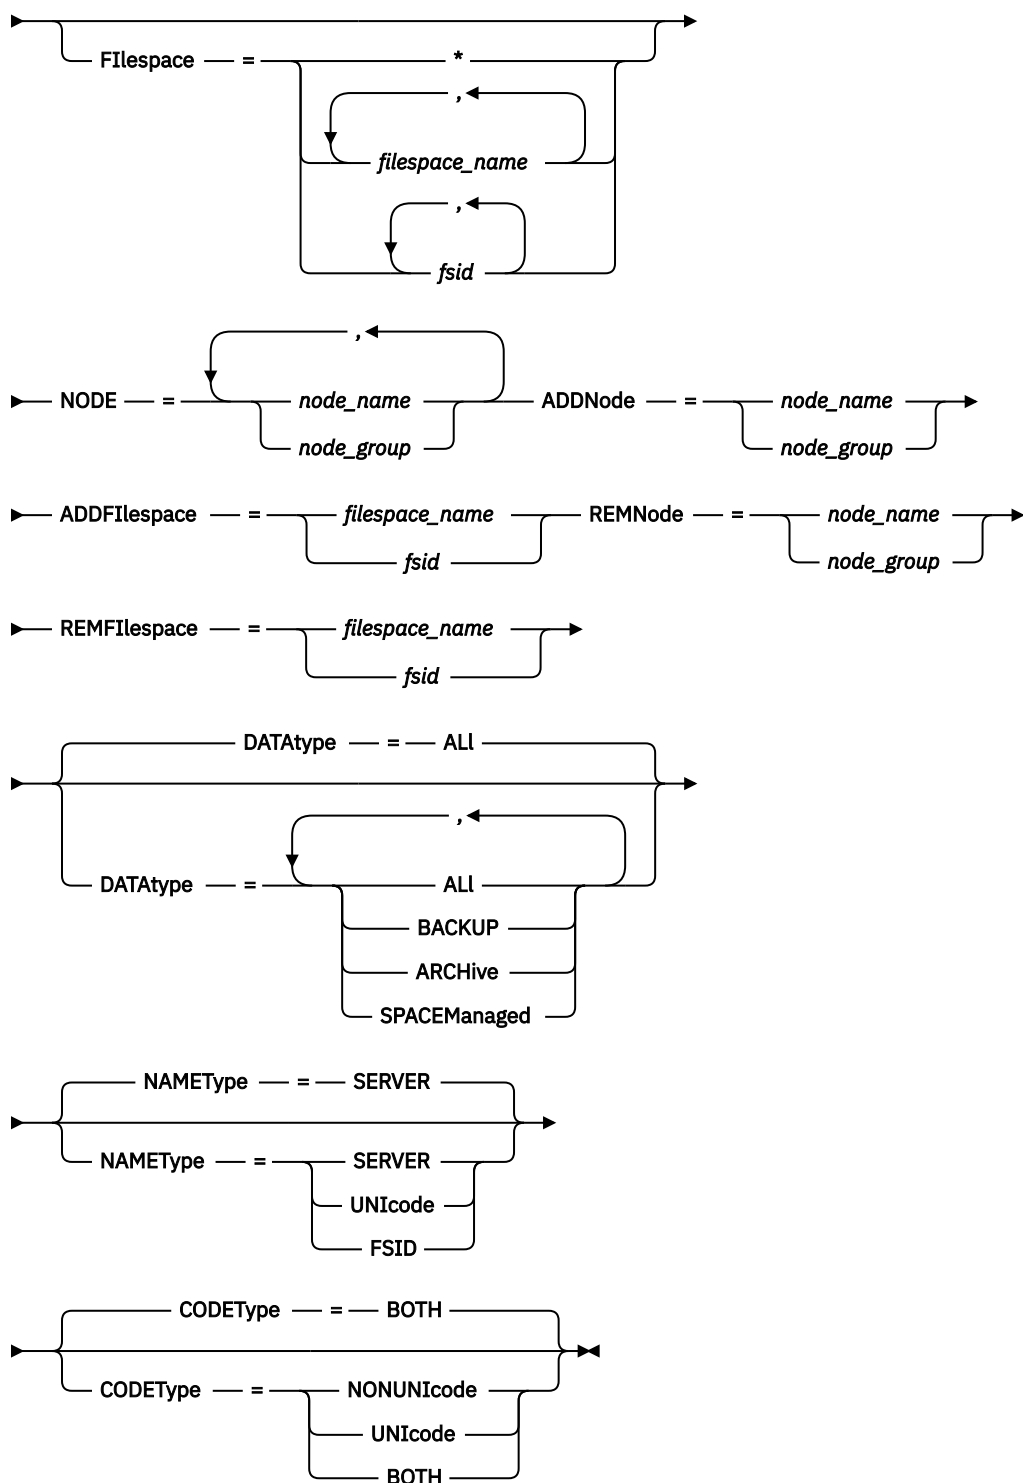 FIlespace = *
,
filespace_name
,
fsid
,
NODE = node_name ADDNode = node_name
node_group node_group
ADDFIlespace = filespace_name REMNode = node_name
fsid node_group
REMFIlespace = filespace_name
fsid
DATAtype = ALl
,
DATAtype = ALl
BACKUP
ARCHive
SPACEManaged
NAMEType = SERVER
NAMEType = SERVER
UNIcode
FSID
CODEType = BOTH
CODEType = NONUNIcode
UNIcode
BOTH